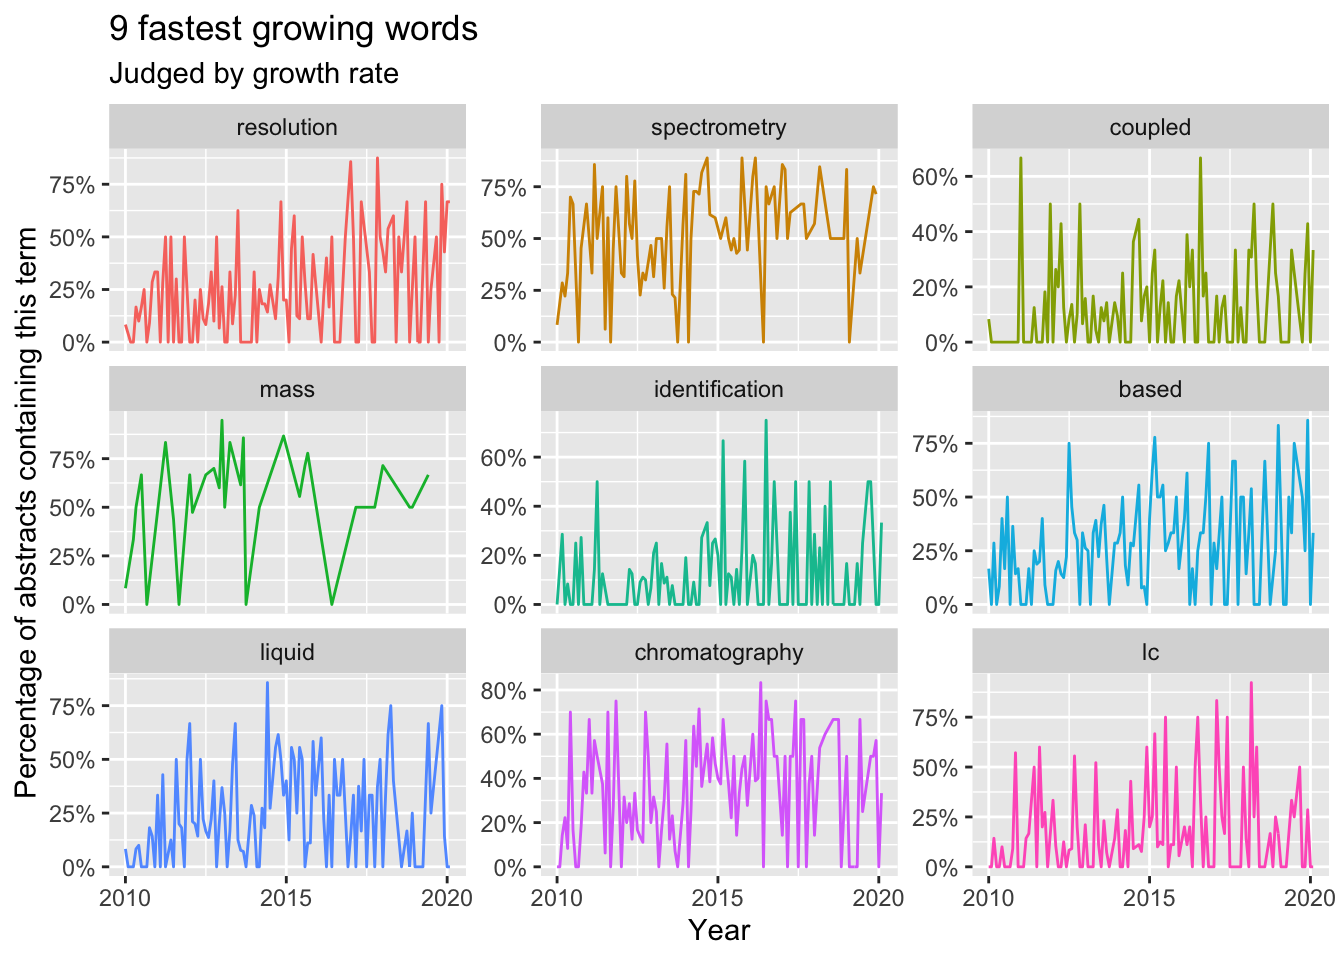 9 fastest growing words
Judged by growth rate
resolution
spectrometry
coupled
75%
50%
25%
0%
75%
50%
25%
0%
60%
40%
20%
0%
mass
identification
based
75%
50%
25%
0%
60%
40%
20%
0%
75%
50%
25%
0%
liquid
chromatography
lc
75%
50%
25%
0%
80%
60%
40%
20%
0%
75%
50%
25%
0%
2010 2015 2020
2010 2015 2020
2010 2015 2020
Year
Percentage of abstracts containing this term